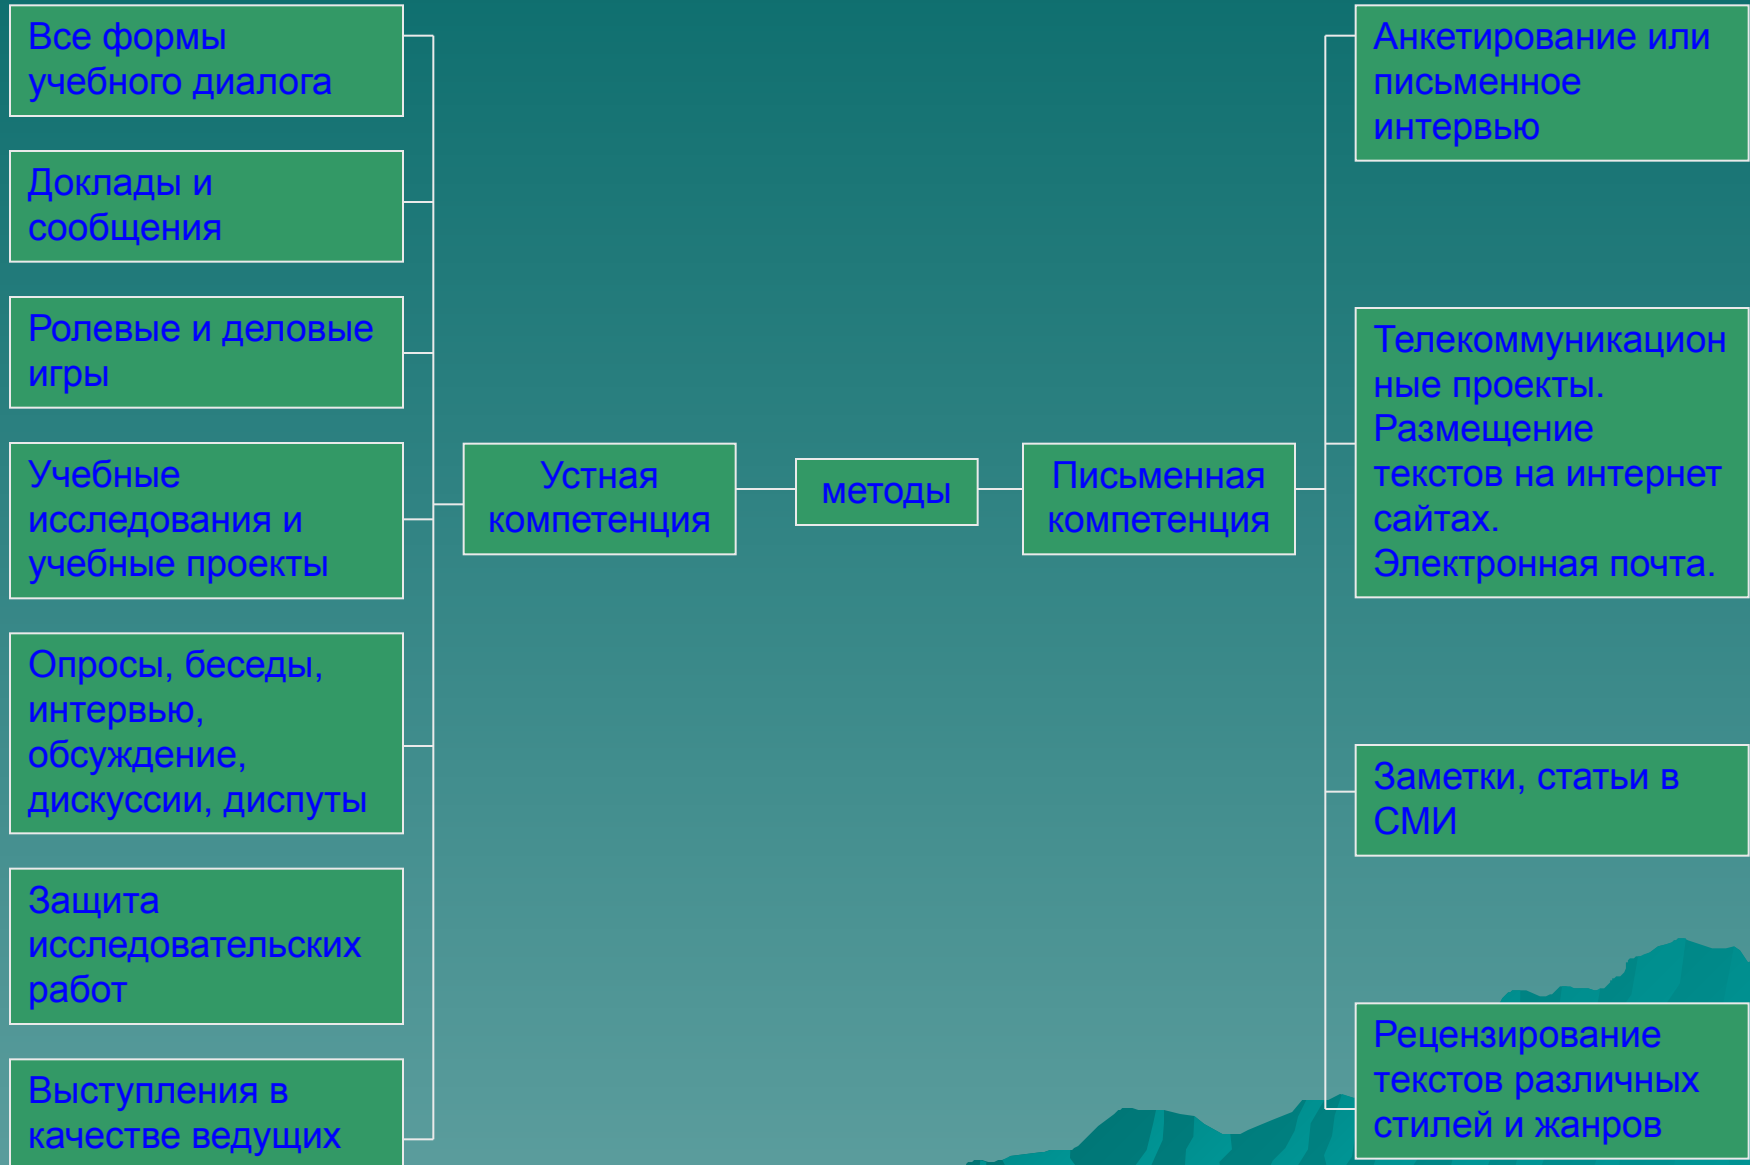 Все формы
учебного диалога
Доклады и
сообщения
Ролевые и деловые
игры
Учебные
исследования и
учебные проекты
Опросы, беседы,
интервью,
обсуждение,
дискуссии, диспуты
Защита
исследовательских
работ
Выступления в
качестве ведущих
Устная
компетенция
методы
Письменная
компетенция
Анкетирование или
письменное
интервью
Телекоммуникацион
ные проекты.
Размещение
текстов на интернет
сайтах.
Электронная почта.
Заметки, статьи в
СМИ
Рецензирование
текстов различных
стилей и жанров